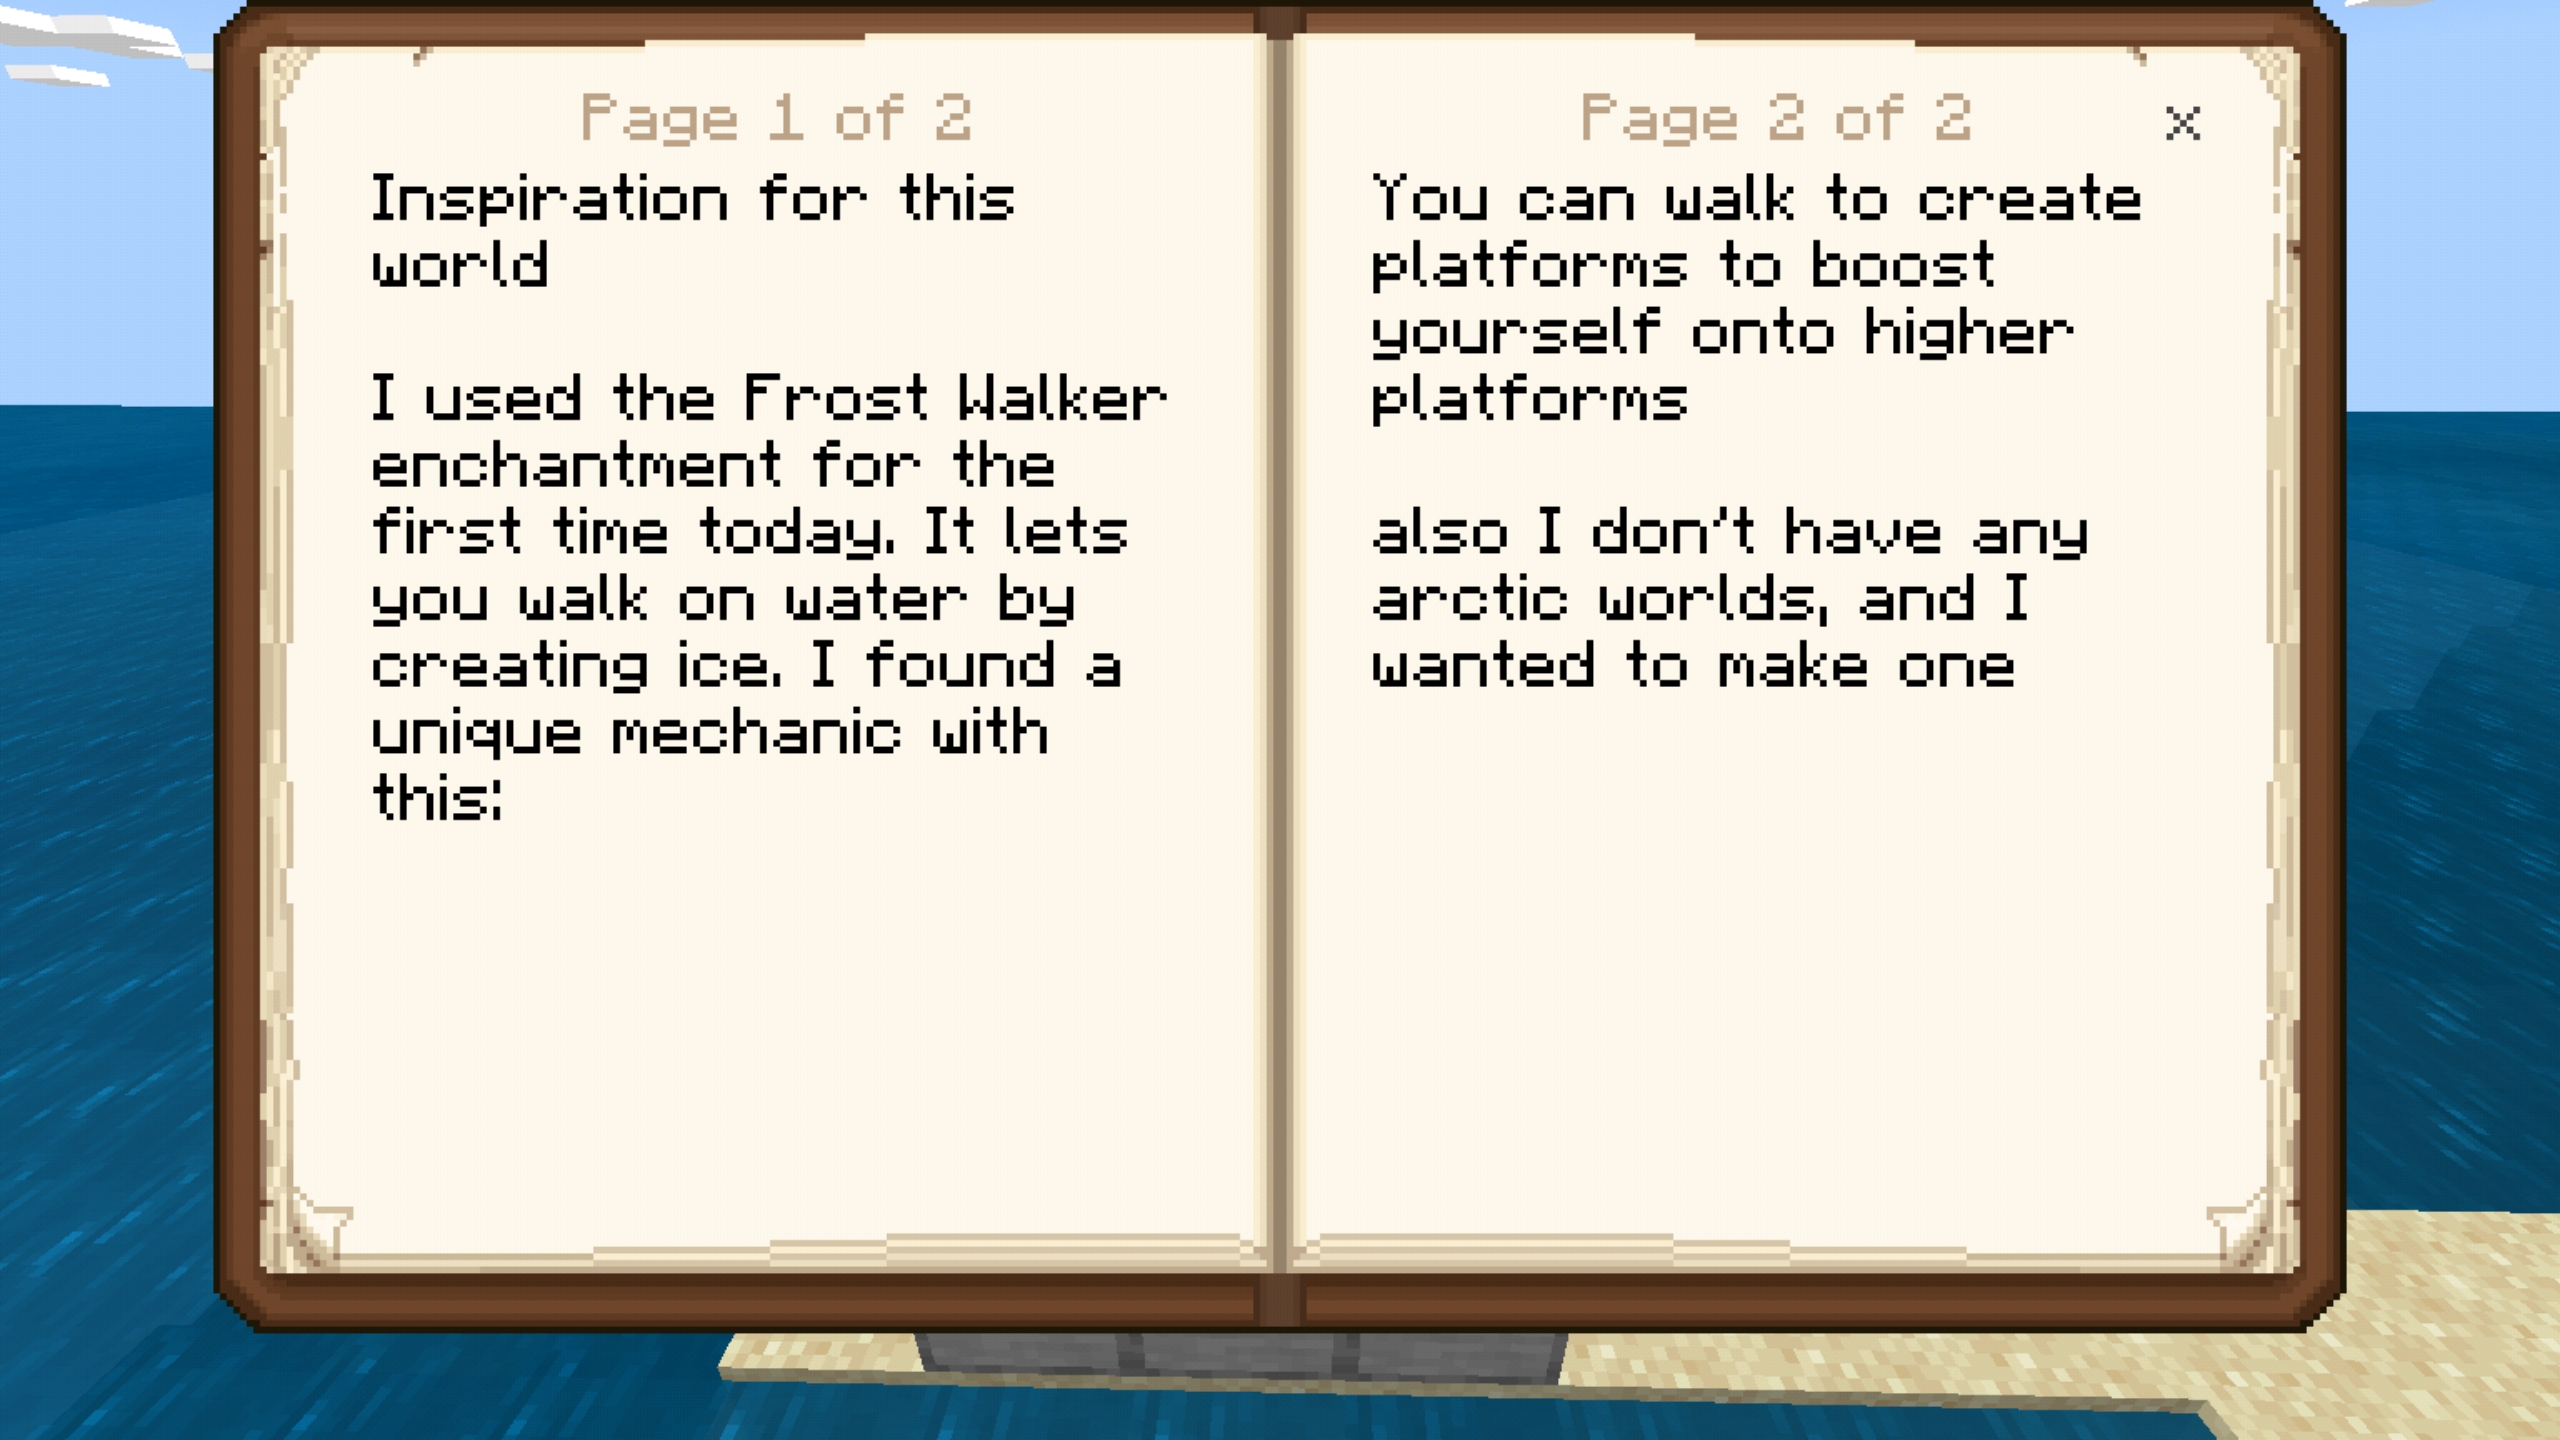 Page 1 of 2
Inspiration for this
world
I used the Frost Walker
enchantment for the
first time today. It lets
you walk on water by
creating ice. I found a
unique mechanic with
this:
Page 2 of 2
x
You can walk to create
platforms to boost
yourself onto higher
platforms
also I don't have any
arctic worlds, and I
wanted to make one